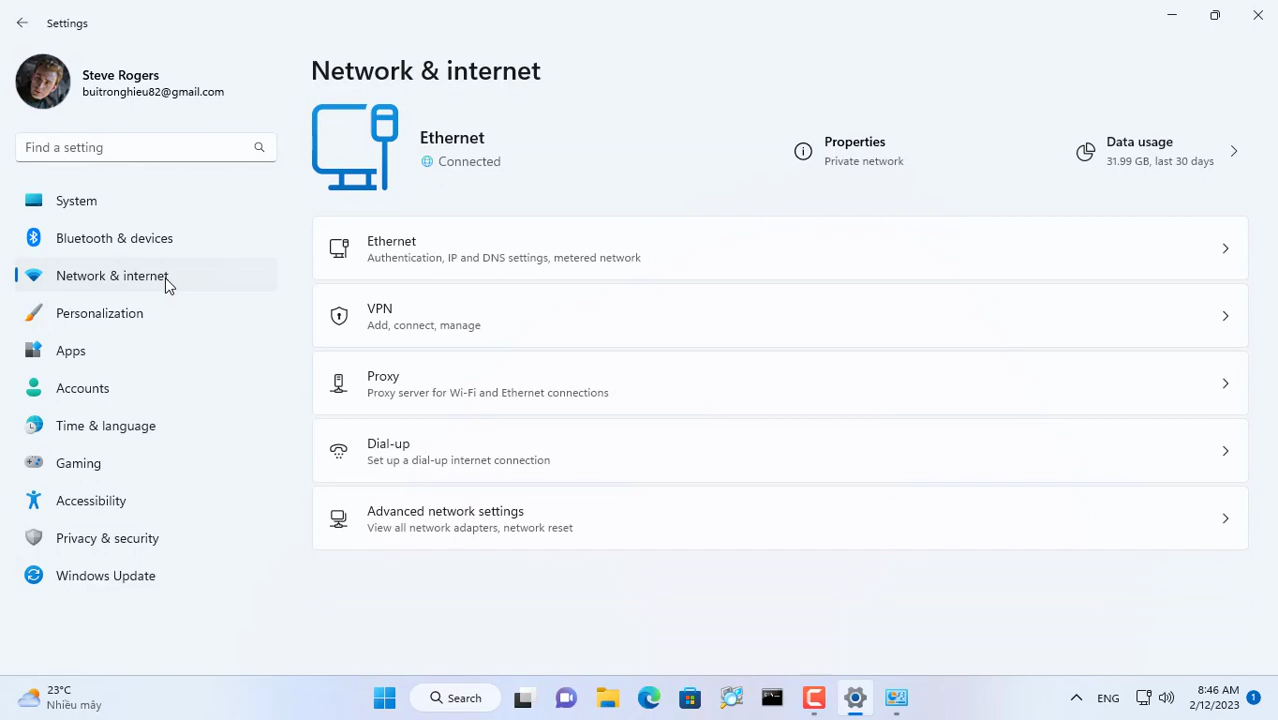 Settings
Steve Rogers
buitronghieu82@gmail.com
Find a setting
System
Bluetooth & devices
Network & internet
Personalization
Apps
Accounts
Time & language
Gaming
Accessibility
Privacy & security
Windows Update
Network & internet
Ethernet
Connected
Properties
Private network
Data usage
31.99 GB, last 30 days
Ethernet
Authentication, IP and DNS settings, metered network
VPN
Add, connect, manage
Proxy
Proxy server for Wi-Fi and Ethernet connections
Dial-up
Set up a dial-up internet connection
Advanced network settings
View all network adapters, network reset
23°C
Nhiều mây
Search
ENG
8:46 AM
2/12/2023
1